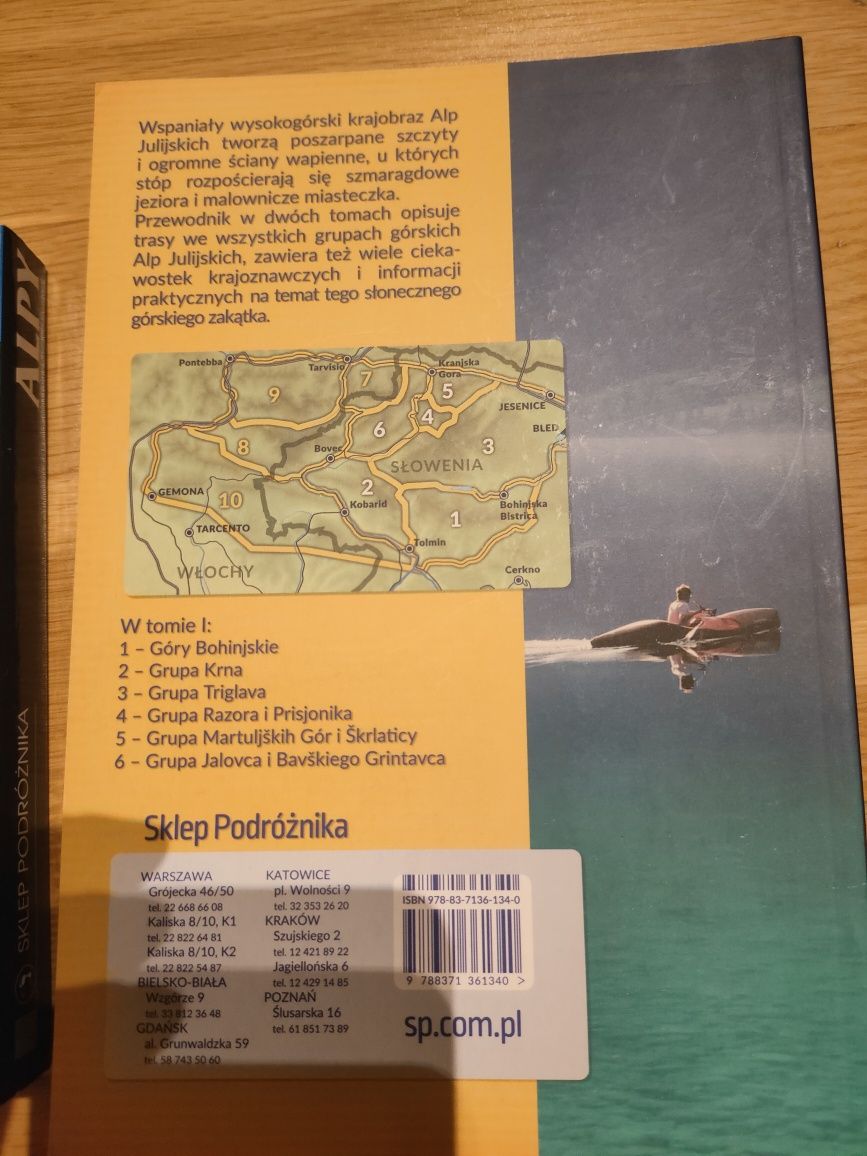 Wspaniały wysokogórski krajobraz Alp
Julijskich tworzą poszarpane szczyty
i ogromne ściany wapienne, u których
stóp rozpościerają się szmaragdowe
jeziora i malownicze miasteczka.
Przewodnik w dwóch tomach opisuje
trasy we wszystkich grupach górskich
Alp Julijskich, zawiera też wiele cieka-
wostek krajoznawczych i informacji
praktycznych na temat tego słonecznego
górskiego zakątka.
Pontebba
Tarvisio
Kranjska
Gora
7
5
9
JESENICE
4
6
BLED
8
3
Bovec
SŁOWENIA
2
GEMONA
10
Kobarid
Bohinjska
Bistrica
1
TARCENTO
Tolmin
WŁOCHY
Cerkno
W tomie I:
1 – Góry Bohinjskie
2 – Grupa Krna
3 – Grupa Triglava
4 – Grupa Razora i Prisjonika
5 – Grupa Martuljških Gór i Škrlaticy
6 – Grupa Jalovca i Bavškiego Grintavca
Sklep Podróżnika
WARSZAWA
Grójecka 46/50
tel. 22 668 66 08
Kaliska 8/10, K1
tel. 22 822 64 81
Kaliska 8/10, K2
tel. 22 822 54 87
BIELSKO-BIAŁA
Wzgórze 9
tel. 33 812 36 48
GDAŃSK
al. Grunwaldzka 59
tel. 58 743 50 60
KATOWICE
pl. Wolności 9
tel. 32 353 26 20
KRAKÓW
Szujskiego 2
tel. 12 421 89 22
Jagiellońska 6
tel. 12 429 14 85
POZNAŃ
Ślusarska 16
tel. 61 851 73 89
ISBN 978-83-7136-134-0
9 788371 361340 >
sp.com.pl
ALPY
SKLEP PODRÓŻNIKA